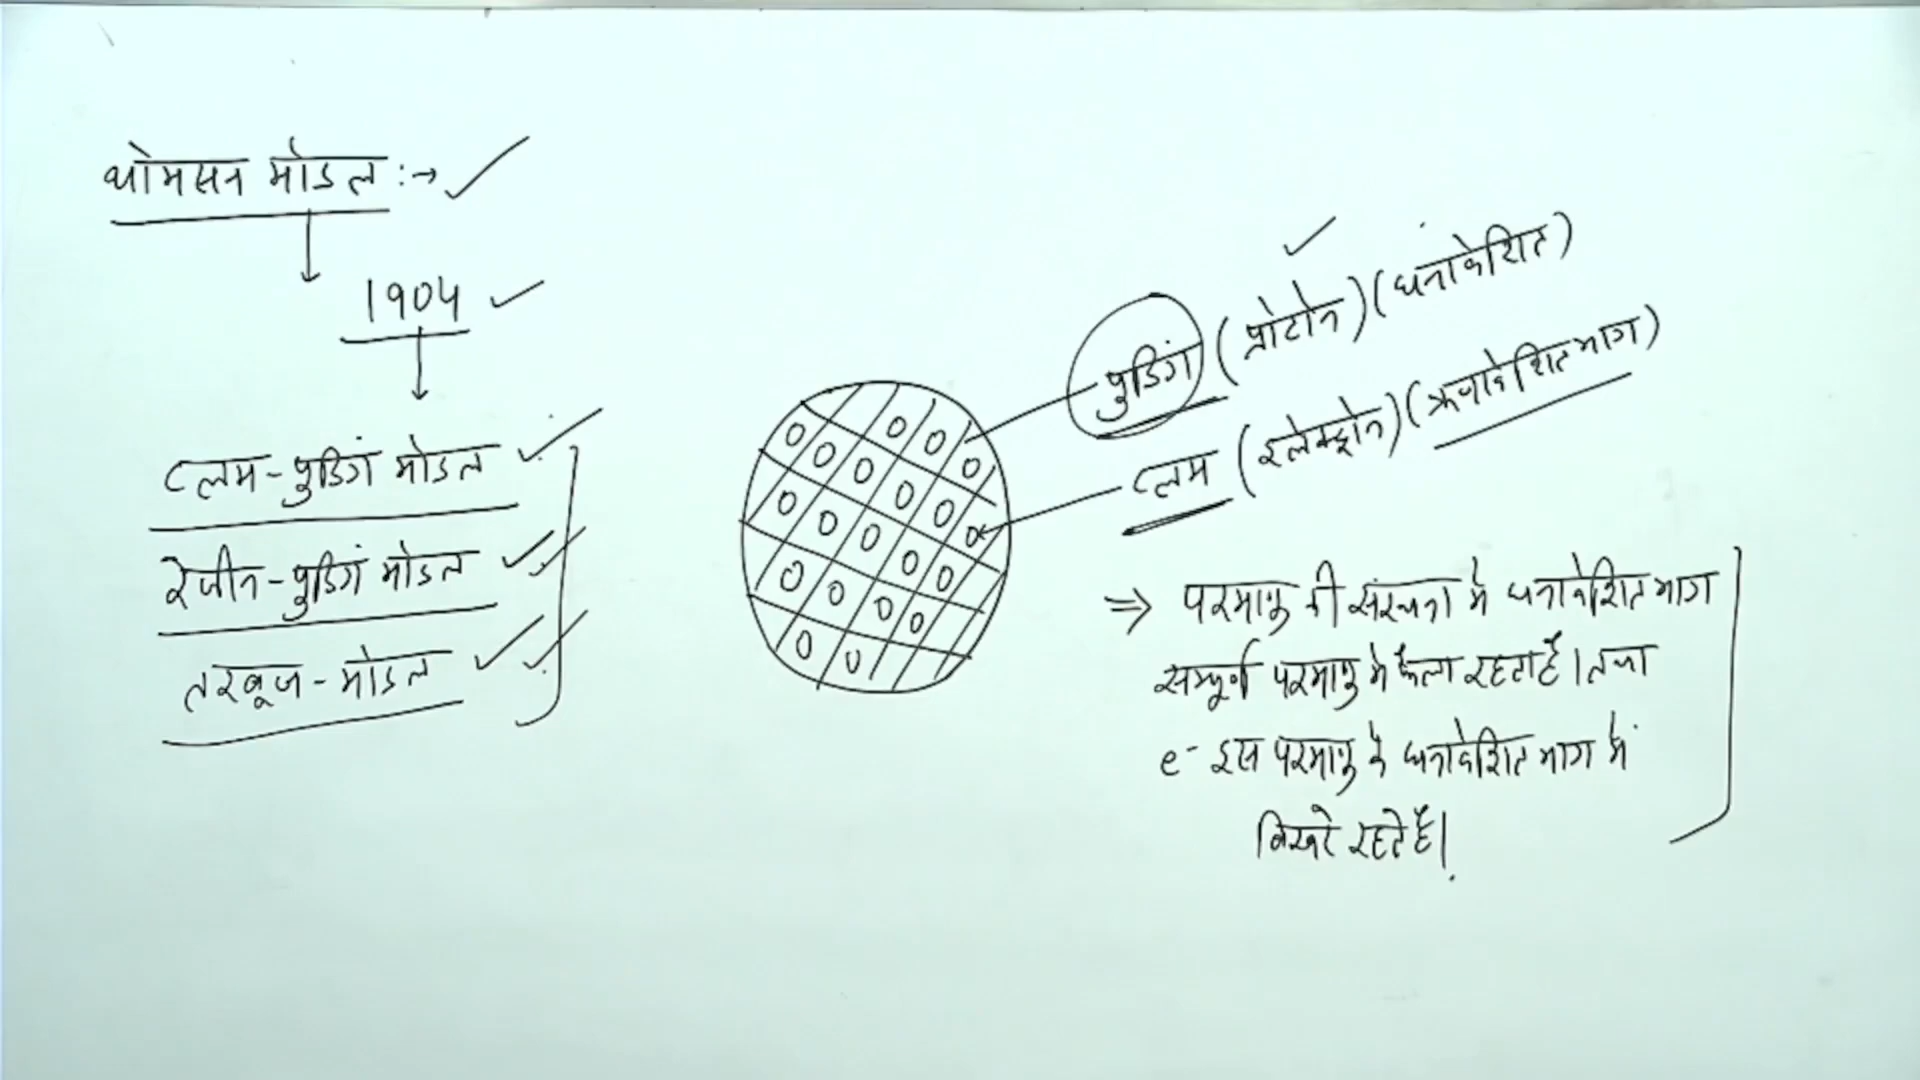 थोमसन मोडल :→
1904
प्लम-पुडिंग मोडल
रेजीन-पुडिंग मोडल
तरबूज-मोडल
पुडिंग (प्रोटोन) (धनावेशित)
प्लम (इलेक्ट्रोन) (ऋणावेशित भाग)
⇒ परमाणु की संरचना मे धनावेशित भाग
सम्पूर्ण परमाणु मे फैला रहता है। तथा
e⁻ इस परमाणु के धनावेशित भाग में
बिखरे रहते है।